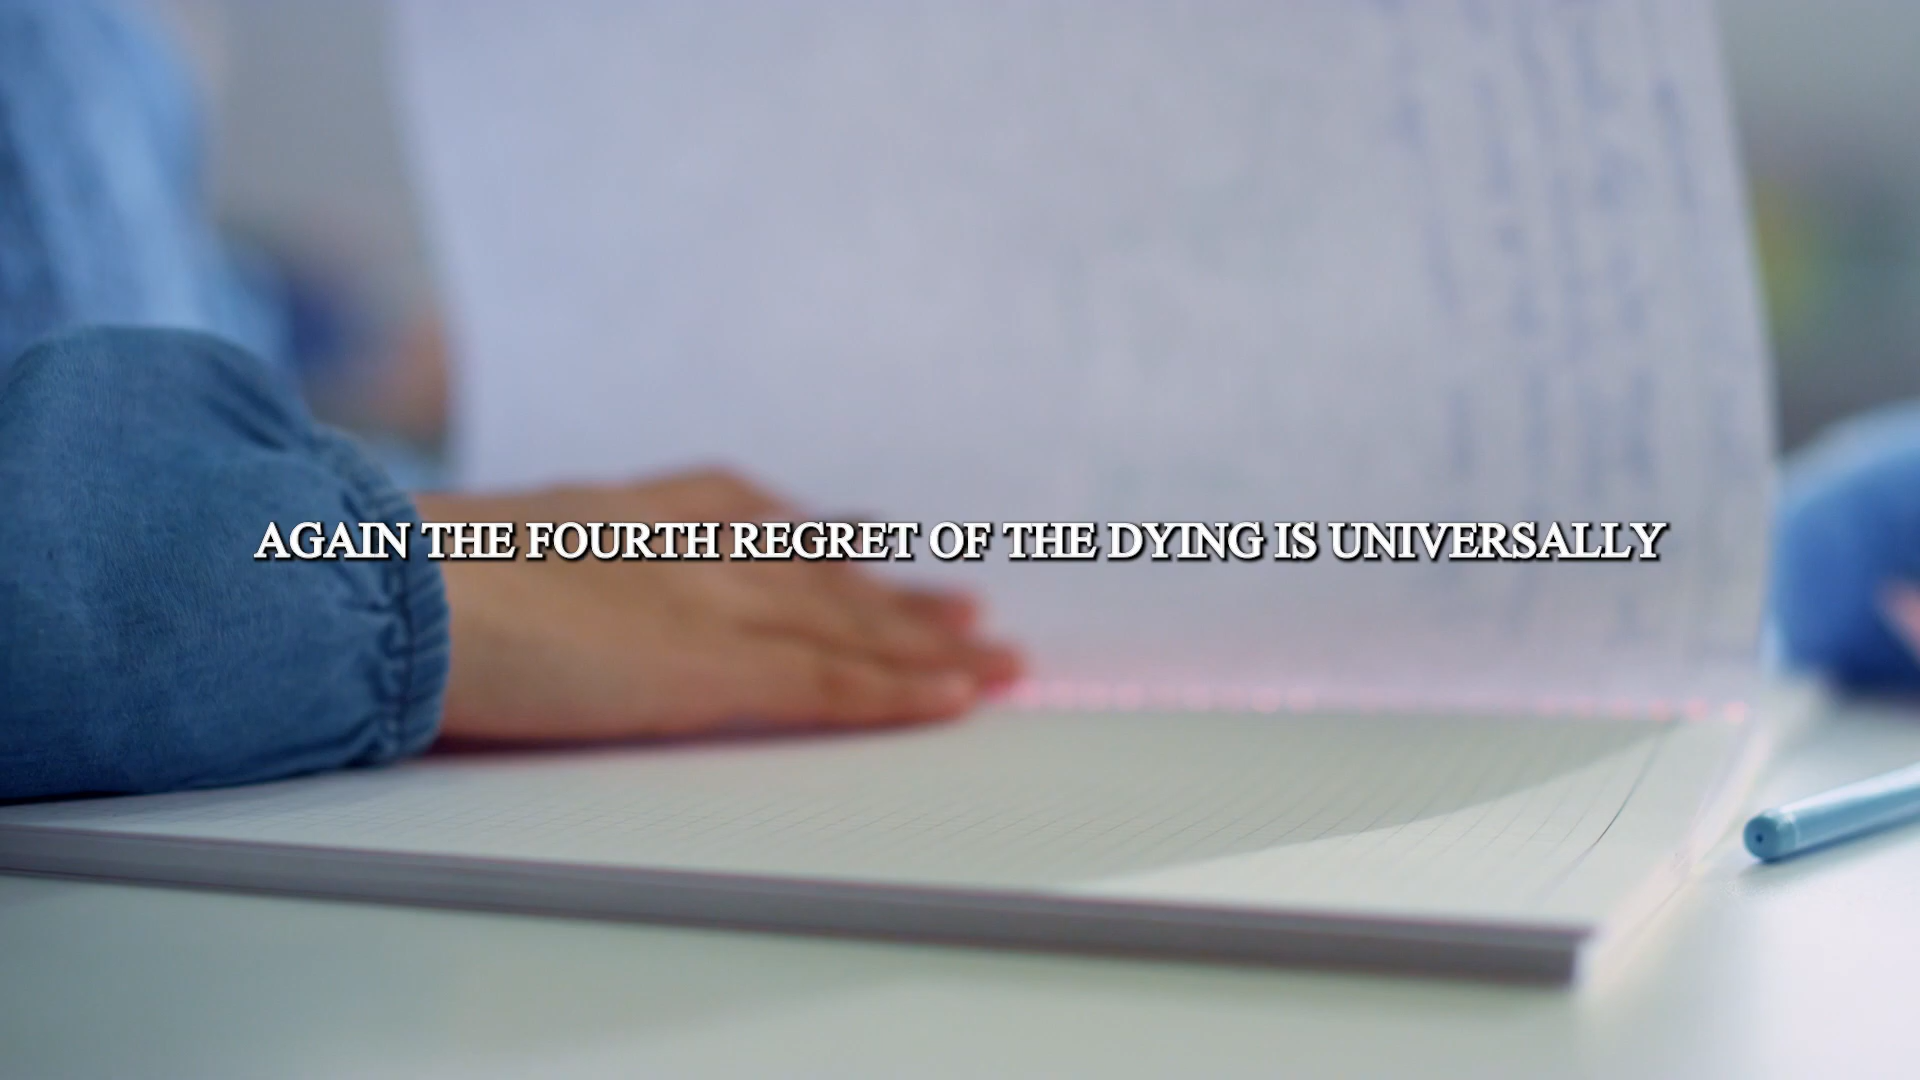 AGAIN THE FOURTH REGRET OF THE DYING IS UNIVERSALLY